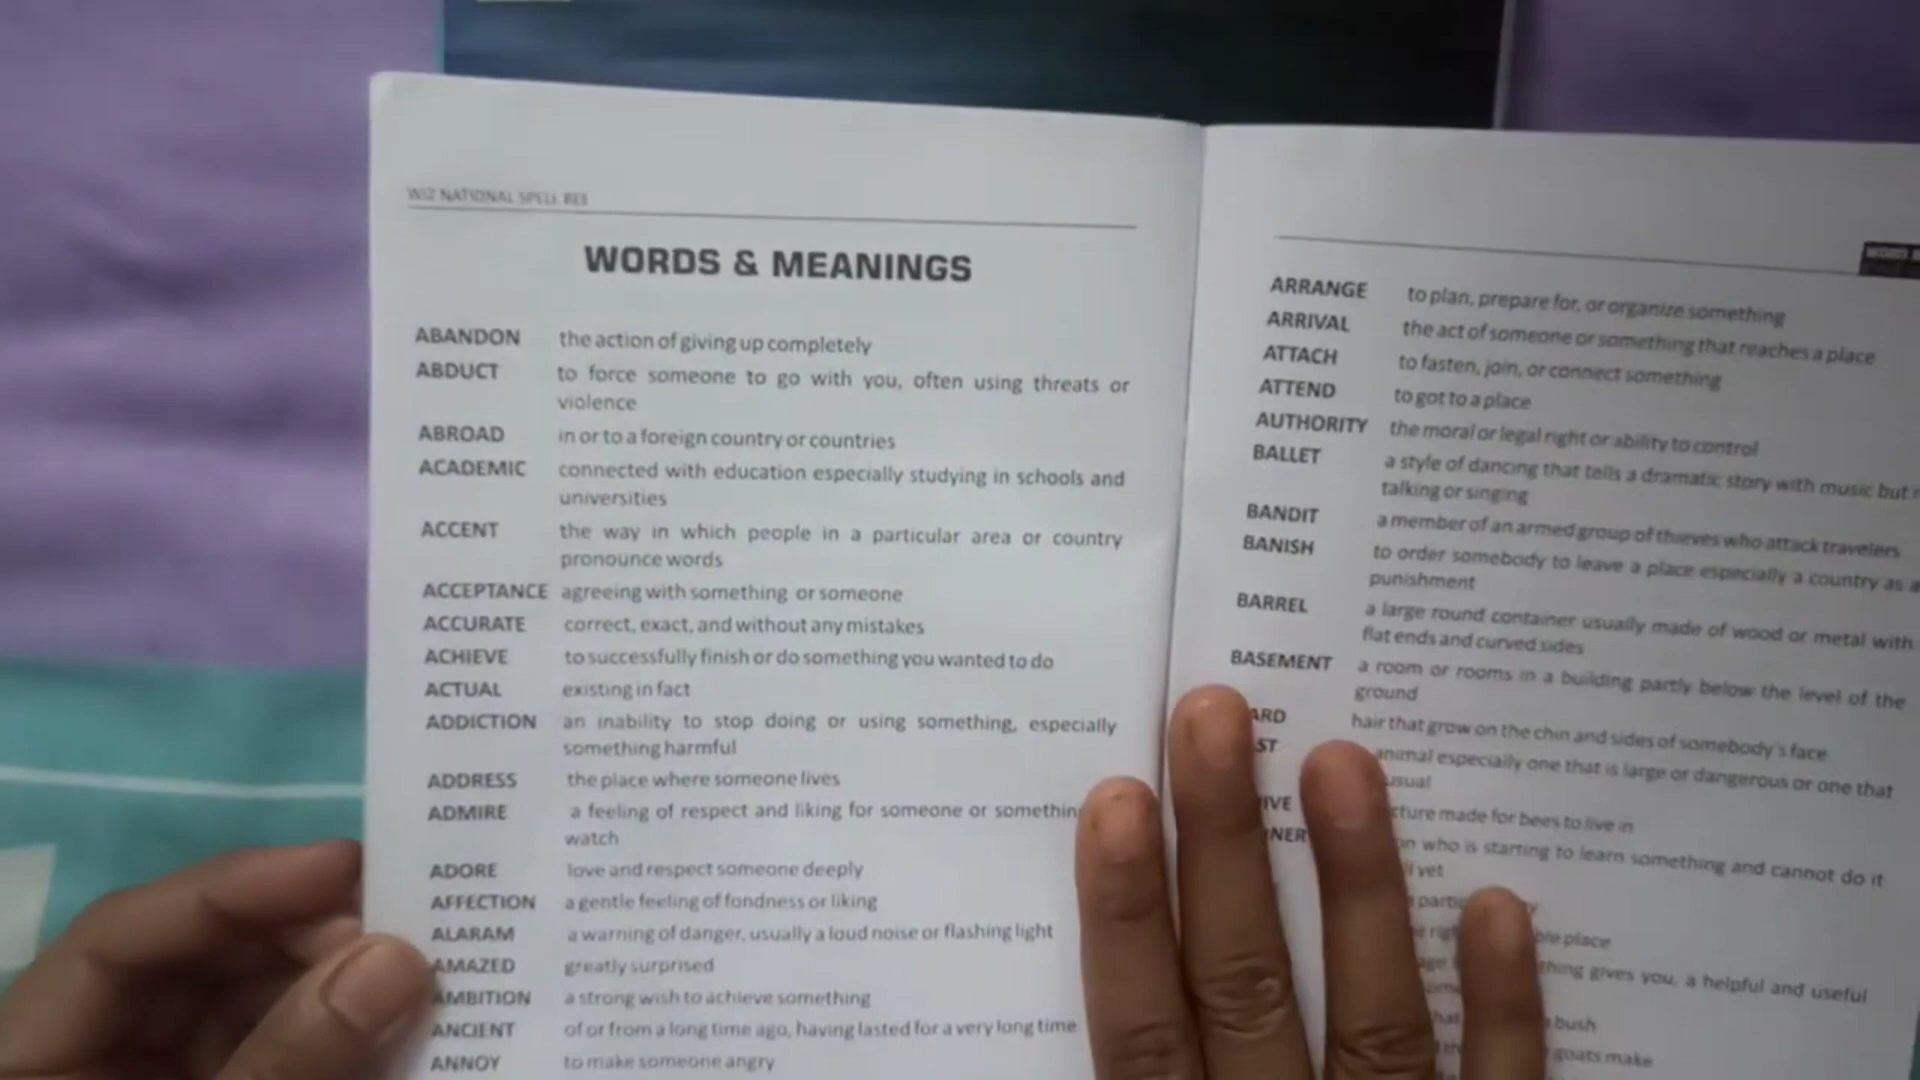 WIZ NATIONAL SPELL BEE
WORDS & MEANINGS
ABANDON the action of giving up completely
ABDUCT to force someone to go with you, often using threats or
violence
ABROAD in or to a foreign country or countries
ACADEMIC connected with education especially studying in schools and
universities
ACCENT the way in which people in a particular area or country
pronounce words
ACCEPTANCE agreeing with something or someone
ACCURATE correct, exact, and without any mistakes
ACHIEVE to successfully finish or do something you wanted to do
ACTUAL existing in fact
ADDICTION an inability to stop doing or using something, especially
something harmful
ADDRESS the place where someone lives
ADMIRE a feeling of respect and liking for someone or somethin
watch
ADORE love and respect someone deeply
AFFECTION a gentle feeling of fondness or liking
ALARAM a warning of danger, usually a loud noise or flashing light
AMAZED greatly surprised
AMBITION a strong wish to achieve something
ANCIENT of or from a long time ago, having lasted for a very long time
ANNOY to make someone angry
ARRANGE to plan, prepare for, or organize something
ARRIVAL the act of someone or something that reaches a place
ATTACH to fasten, join, or connect something
ATTEND to got to a place
AUTHORITY the moral or legal right or ability to control
BALLET a style of dancing that tells a dramatic story with music but
talking or singing
BANDIT a member of an armed group of thieves who attack travelers
BANISH to order somebody to leave a place especially a country as a
punishment
BARREL a large round container usually made of wood or metal with
flat ends and curved sides
BASEMENT a room or rooms in a building partly below the level of the
ground
ARD hair that grow on the chin and sides of somebody's face
ST animal especially one that is large or dangerous or one that
usual
IVE cture made for bees to live in
NER on who is starting to learn something and cannot do it
ll yet
place
thing gives you, a helpful and useful
bush
goats make